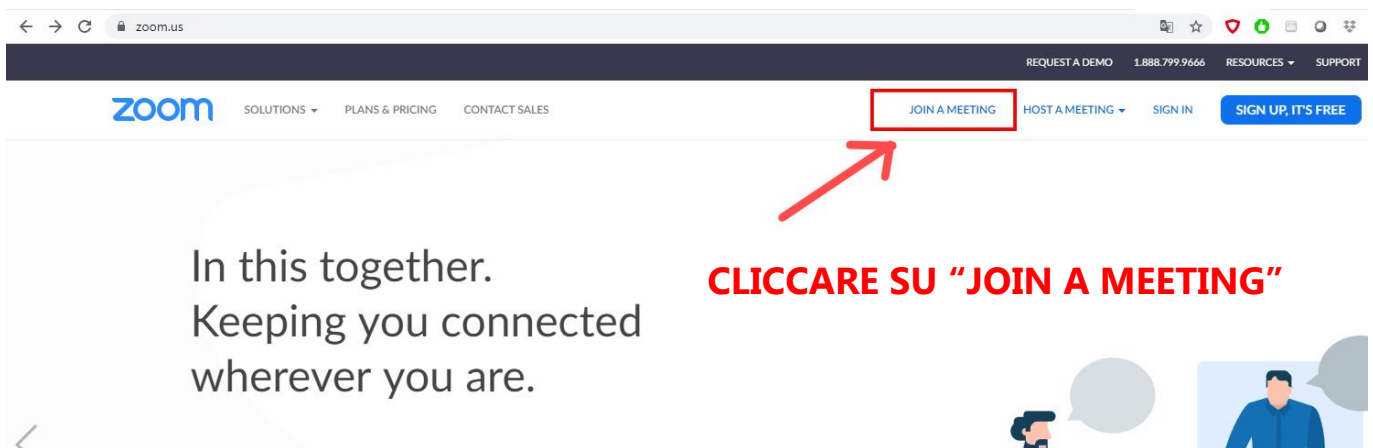 zoom.us
REQUEST A DEMO 1.888.799.9666 RESOURCES SUPPORT
zoom SOLUTIONS PLANS & PRICING CONTACT SALES JOIN A MEETING HOST A MEETING SIGN IN SIGN UP, IT'S FREE
In this together.
Keeping you connected
wherever you are.
CLICCARE SU “JOIN A MEETING”